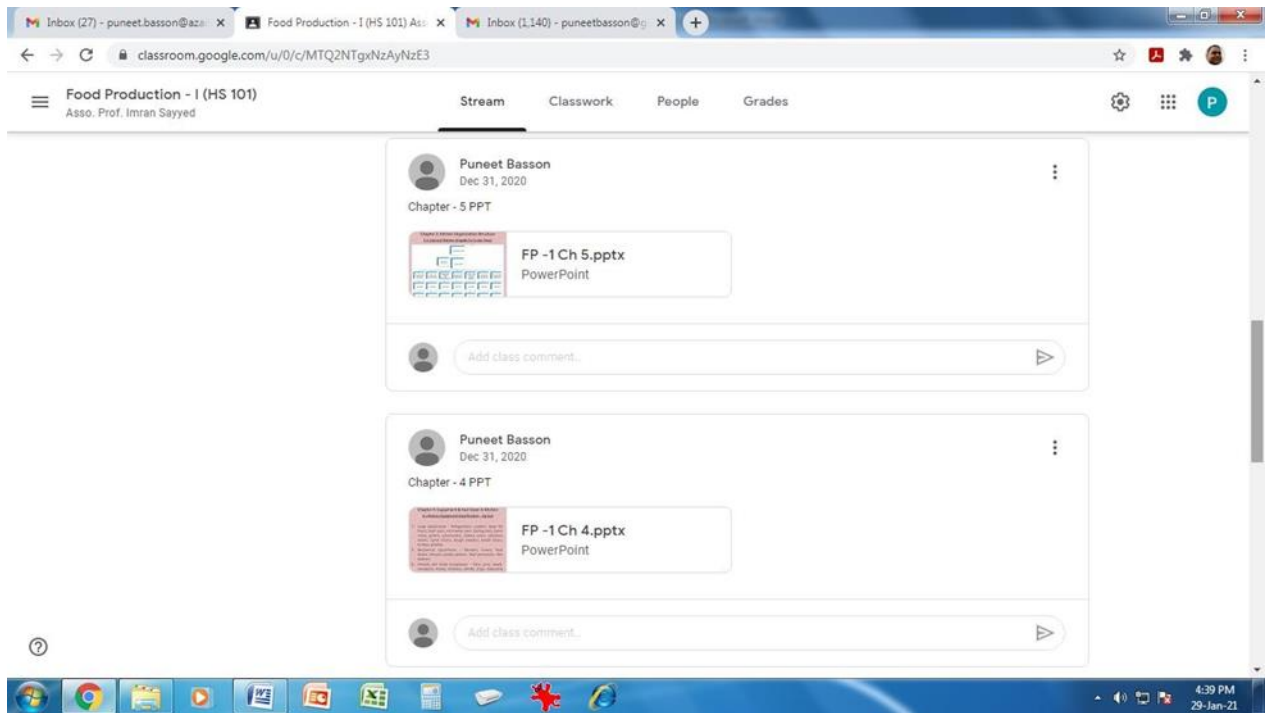 Inbox (27) - puneet.basson@aza
Food Production - I (HS 101) Ass
Inbox (1,140) - puneetbasson@g
classroom.google.com/u/0/c/MTQ2NTgxNzAyNzE3
Food Production - I (HS 101)
Asso. Prof. Imran Sayyed
Stream Classwork People Grades
P
Puneet Basson
Dec 31, 2020
Chapter - 5 PPT
FP -1 Ch 5.pptx
PowerPoint
Add class comment...
Puneet Basson
Dec 31, 2020
Chapter - 4 PPT
FP -1 Ch 4.pptx
PowerPoint
Add class comment...
4:39 PM
29-Jan-21